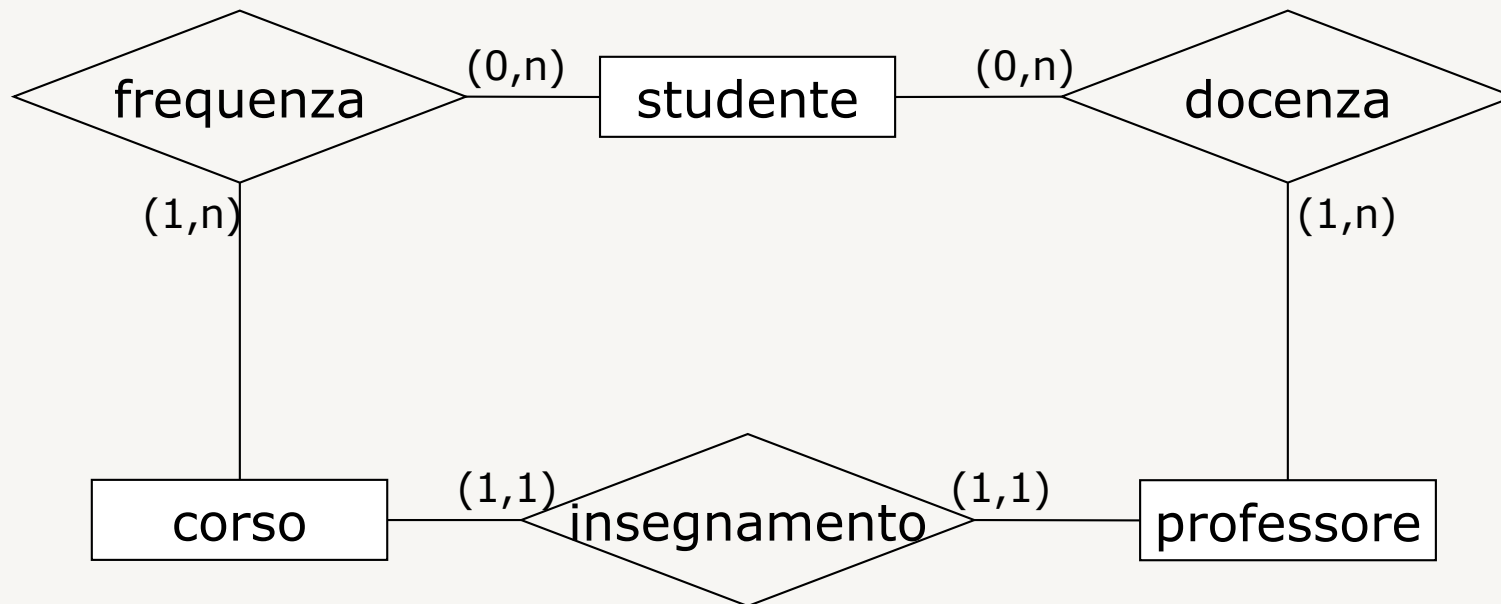 (0,n)
(0,n)
frequenza
studente
docenza
(1,n)
(1,n)
(1,1)
(1,1)
corso
insegnamento
professore